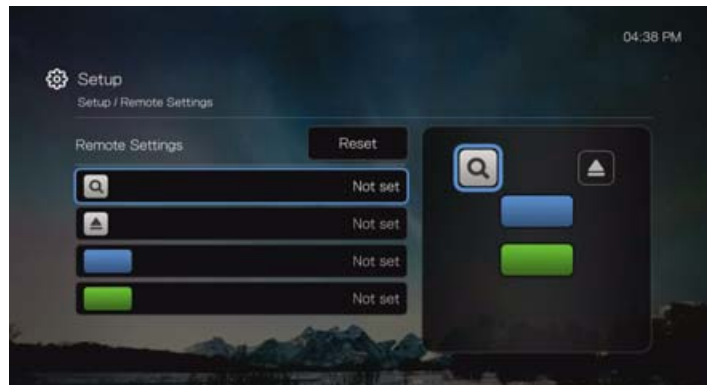 04:38 PM
Setup
Setup / Remote Settings
Remote Settings
Reset
Not set
Not set
Not set
Not set